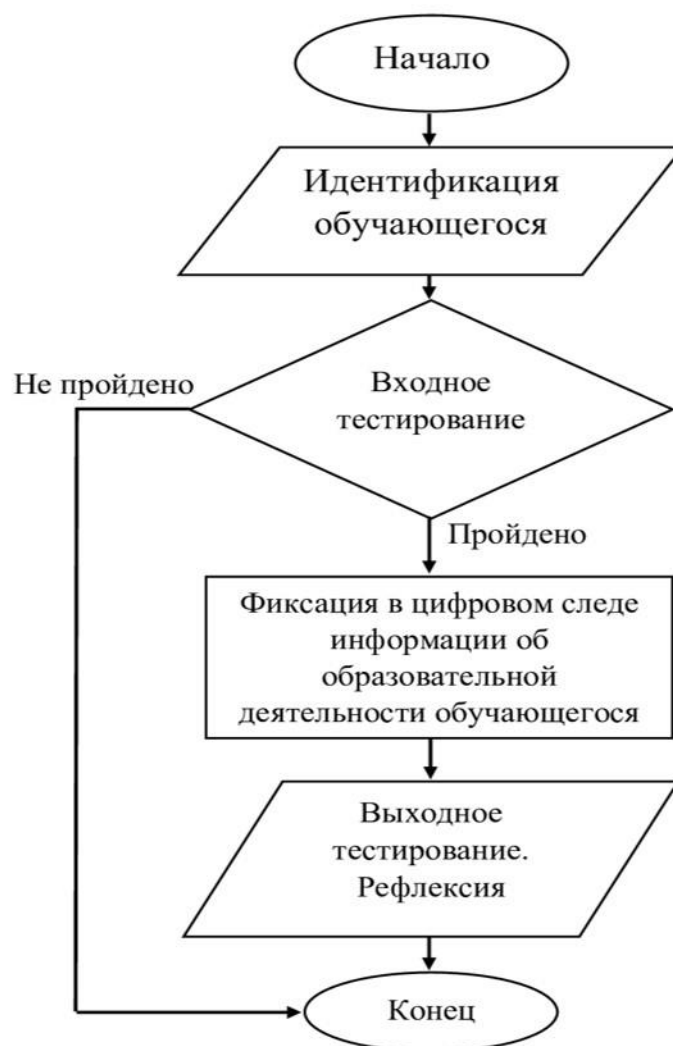 Начало
Идентификация
обучающегося
Не пройдено
Входное
тестирование
Пройдено
Фиксация в цифровом следе
информации об
образовательной
деятельности обучающегося
Выходное
тестирование.
Рефлексия
Конец